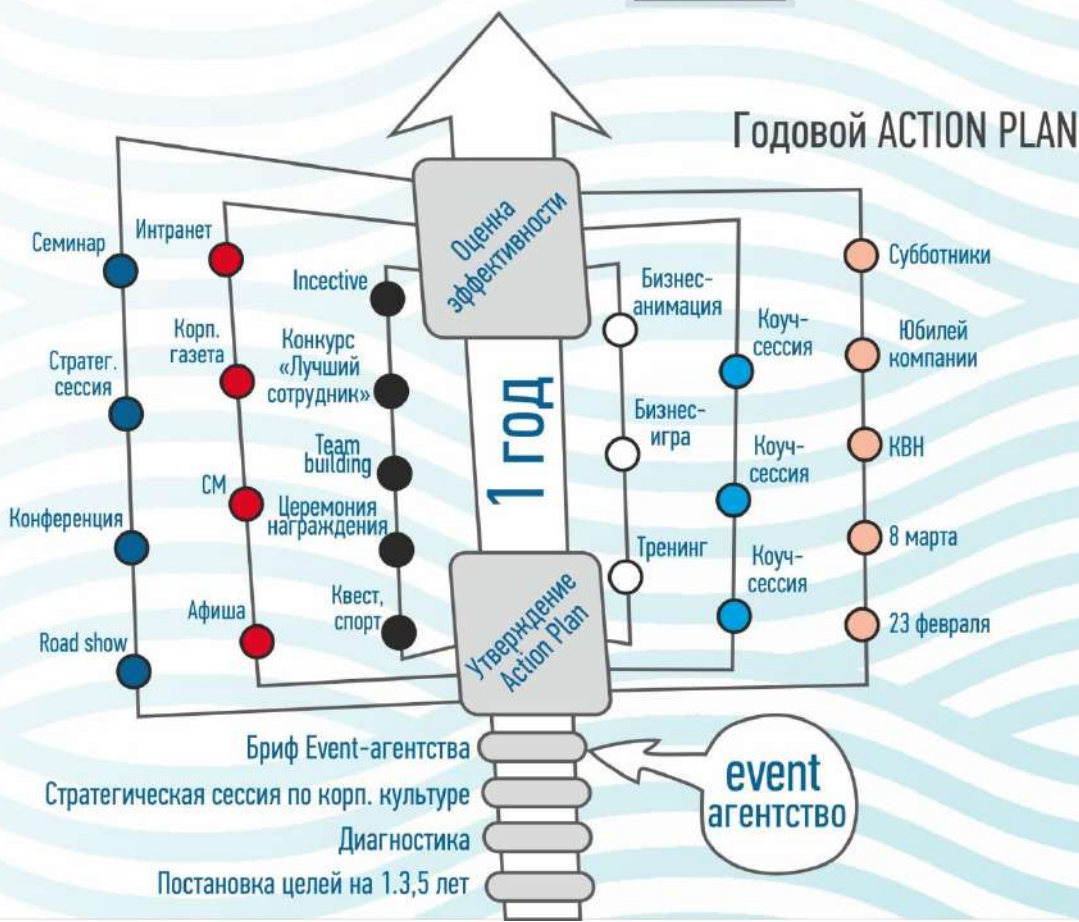 Годовой ACTION PLAN
Оценка
эффективности
Семинар
Стратег.
сессия
Конференция
Road show
Интранет
Корп.
газета
СМ
Афиша
Incective
Конкурс
«Лучший
сотрудник»
Team
building
Церемония
награждения
Квест,
спорт
1 год
Бизнес-
анимация
Бизнес-
игра
Тренинг
Коуч-
сессия
Коуч-
сессия
Коуч-
сессия
Субботники
Юбилей
компании
КВН
8 марта
23 февраля
Утверждение
Action Plan
Бриф Event-агентства
Стратегическая сессия по корп. культуре
Диагностика
Постановка целей на 1.3,5 лет
event
агентство